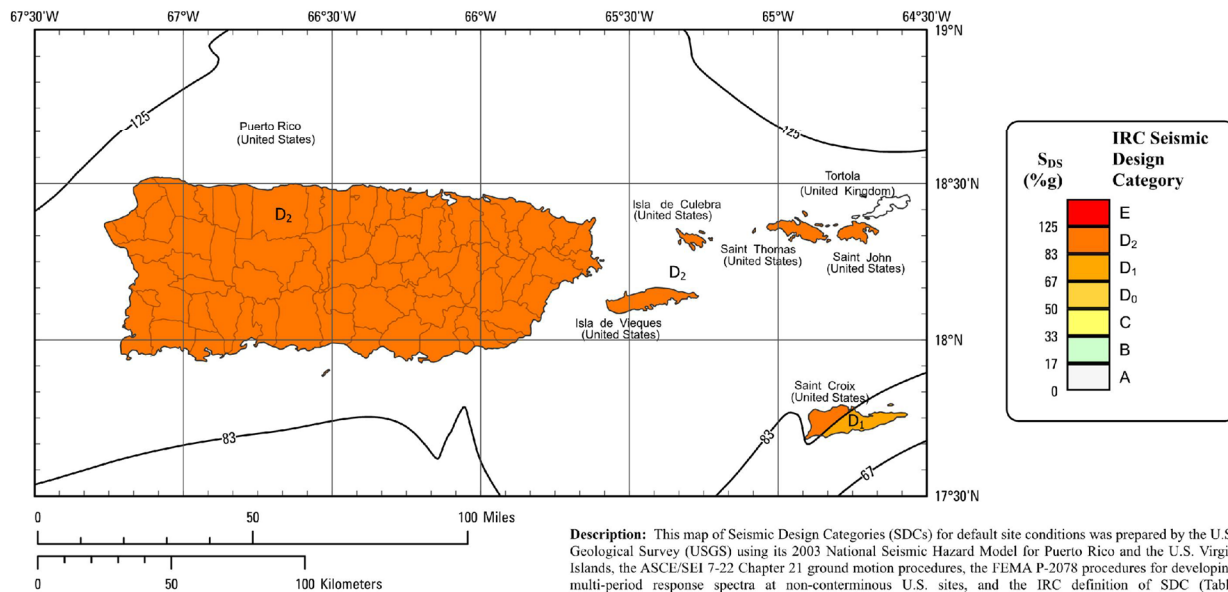 67°30'W 67°W 66°30'W 66°W 65°30'W 65°W 64°30'W
19°N
125
125
Puerto Rico
(United States)
18°30'N
Tortola
(United Kingdom)
Isla de Culebra
(United States)
D2
Saint Thomas
(United States)
Saint John
(United States)
D2
Isla de Vieques
(United States)
18°N
Saint Croix
(United States)
83
83
D1
67
17°30'N
SDS
(%g)
IRC Seismic
Design
Category
E
125
D2
83
D1
67
D0
50
C
33
B
17
A
0
0 50 100 Miles
0 50 100 Kilometers
Description: This map of Seismic Design Categories (SDCs) for default site conditions was prepared by the U.S.
Geological Survey (USGS) using its 2003 National Seismic Hazard Model for Puerto Rico and the U.S. Virgi
Islands, the ASCE/SEI 7-22 Chapter 21 ground motion procedures, the FEMA P-2078 procedures for developin
multi-period response spectra at non-conterminous U.S. sites, and the IRC definition of SDC (Tabl